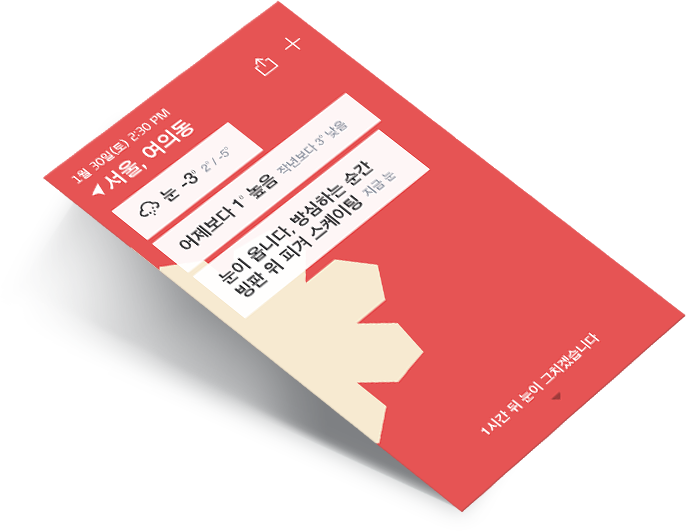 1월 30일(토) 2:30 PM
서울, 여의동
눈 -3° 2° / -5°
어제보다 1° 높음 작년보다 3° 낮음
눈이 옵니다, 방심하는 순간
빙판 위 피겨 스케이팅 지금 눈
1시간 뒤 눈이 그치겠습니다